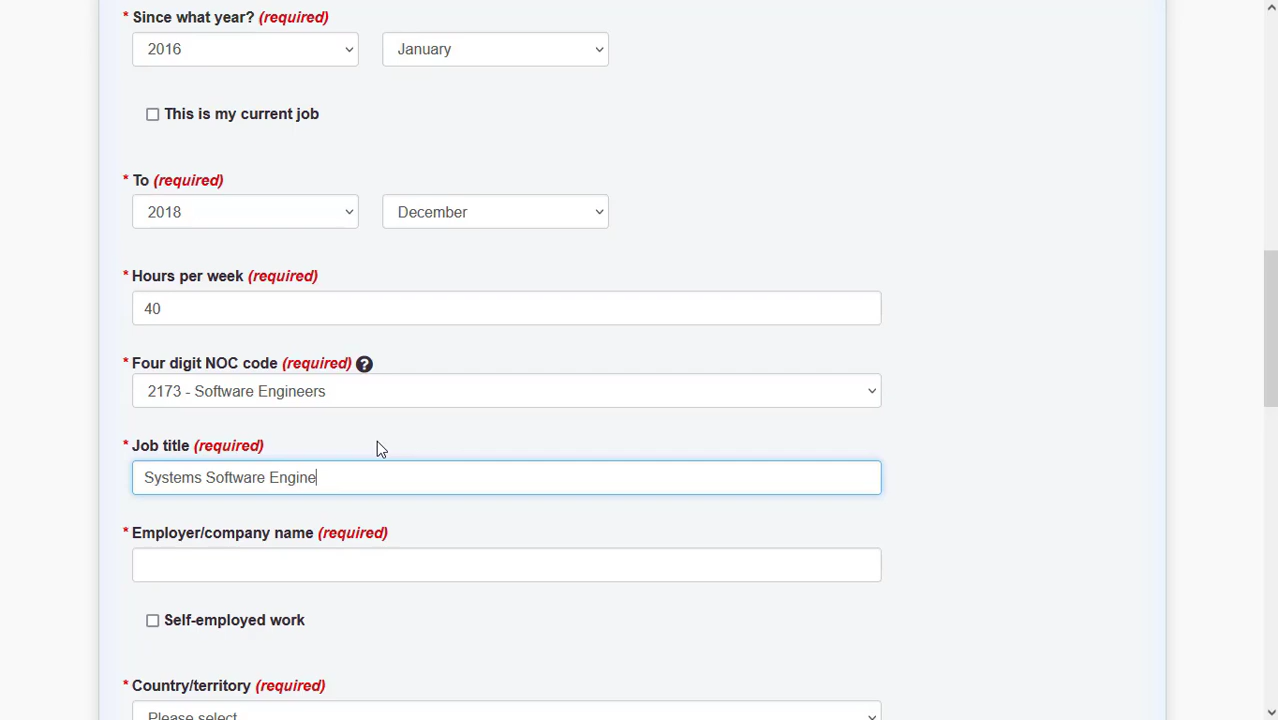 * Since what year? (required)
2016 January
This is my current job
* To (required)
2018 December
* Hours per week (required)
40
* Four digit NOC code (required) ?
2173 - Software Engineers
* Job title (required)
Systems Software Engine
* Employer/company name (required)
Self-employed work
* Country/territory (required)
Please select